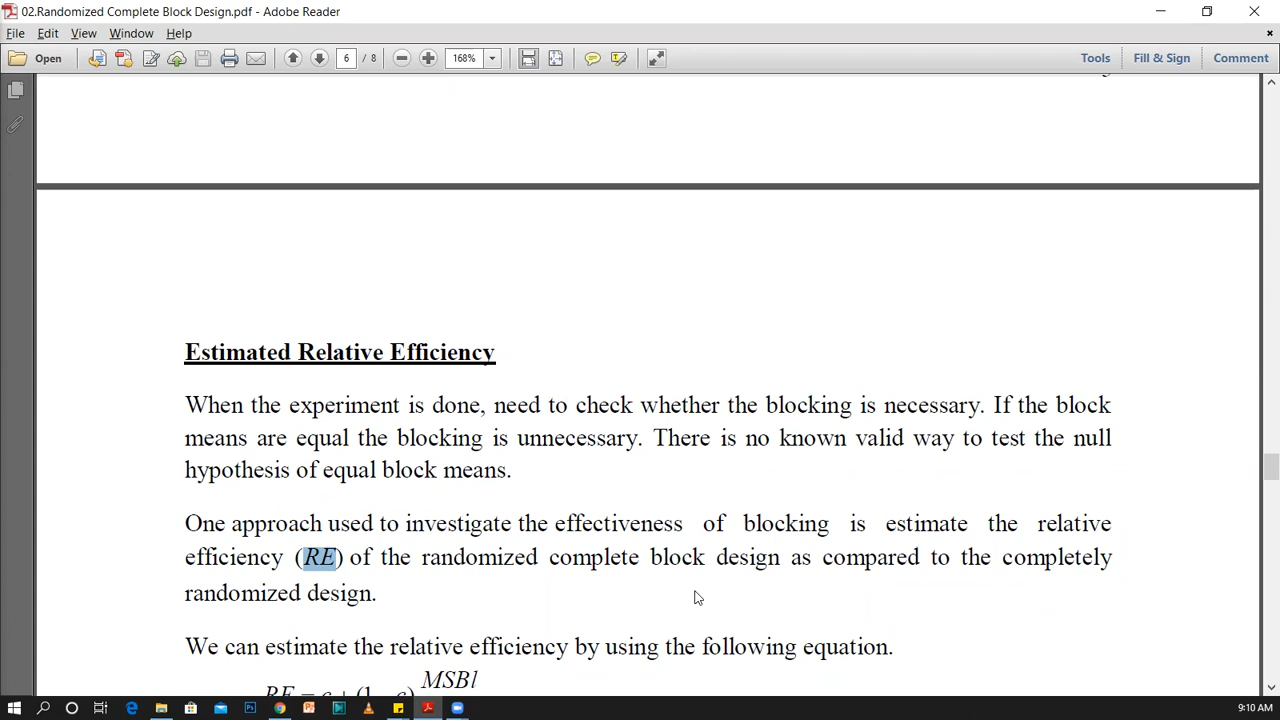 02.Randomized Complete Block Design.pdf - Adobe Reader
File Edit View Window Help
Open 6 / 8 168% Tools Fill & Sign Comment
Estimated Relative Efficiency
When the experiment is done, need to check whether the blocking is necessary. If the block
means are equal the blocking is unnecessary. There is no known valid way to test the null
hypothesis of equal block means.
One approach used to investigate the effectiveness of blocking is estimate the relative
efficiency (RE) of the randomized complete block design as compared to the completely
randomized design.
We can estimate the relative efficiency by using the following equation.
MSBl
RE = c + (1 – c)
9:10 AM